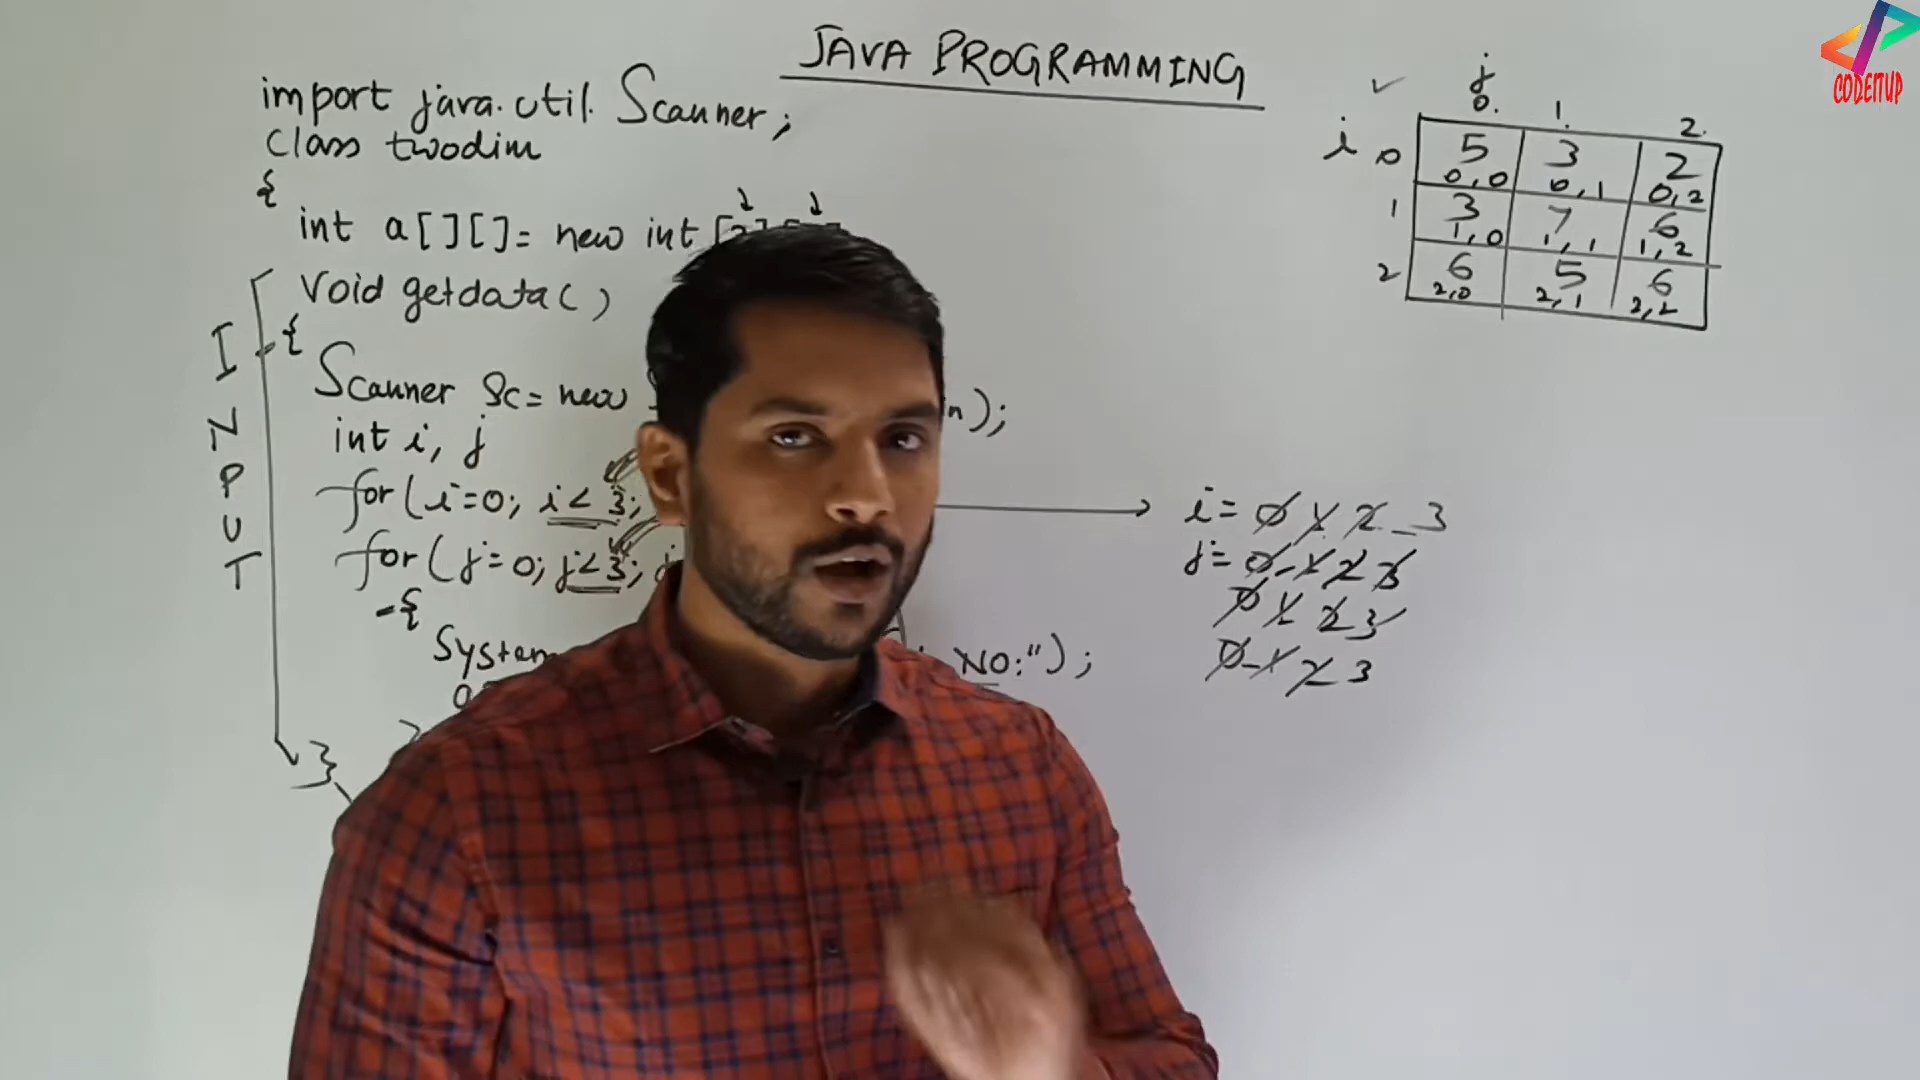 JAVA PROGRAMMING
CODEITUP
import java.util.Scanner;
class twodim
{
int a[][]= new int [3][
void getdata()
{
Scanner sc= new
n);
int i, j
for(i=0; i<3;
for(j=0; j<3; j
{
System
NO:");
a
}
}
INPUT
j
0. 1. 2.
i 0 5 3 2
0,0 0,1 0,2
1 3 7 6
1,0 1,1 1,2
2 6 5 6
2,0 2,1 2,2
i= 0 1 2 3
j= 0 1 2 3
0 1 2 3
0 1 2 3